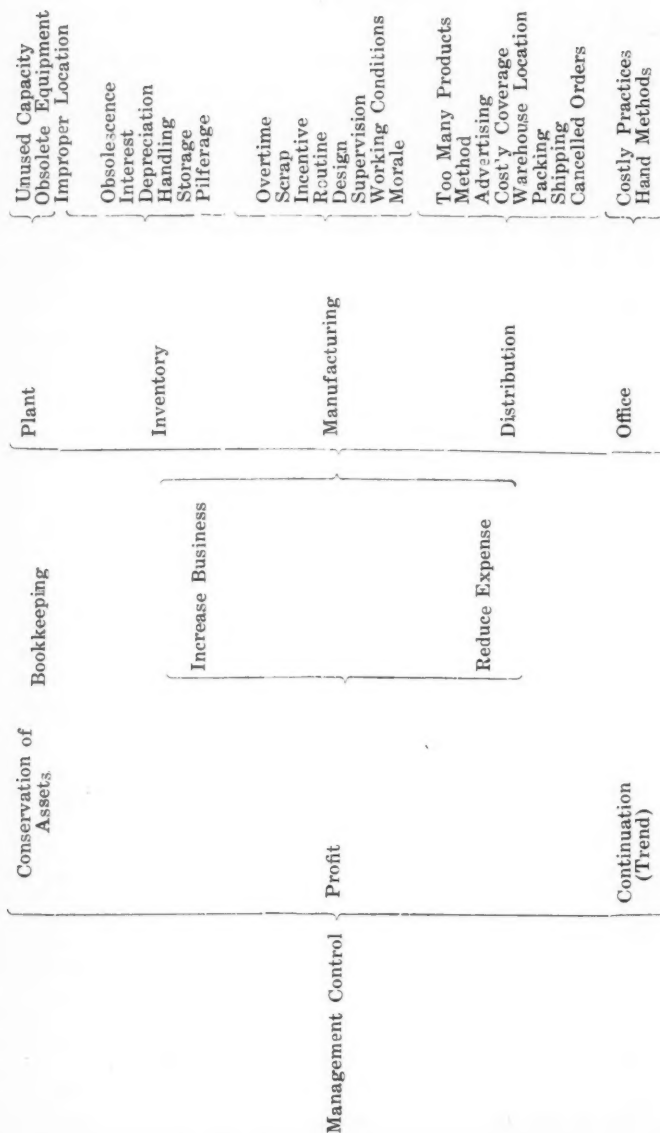 Management Control
Conservation of
Assets
Profit
Continuation
(Trend)
Bookkeeping
Increase Business
Reduce Expense
Plant
Inventory
Manufacturing
Distribution
Office
Unused Capacity
Obsolete Equipment
Improper Location
Obsolescence
Interest
Depreciation
Handling
Storage
Pilferage
Overtime
Scrap
Incentive
Routine
Design
Supervision
Working Conditions
Morale
Too Many Products
Method
Advertising
Cost'y Coverage
Warehouse Location
Packing
Shipping
Cancelled Orders
Costly Practices
Hand Methods